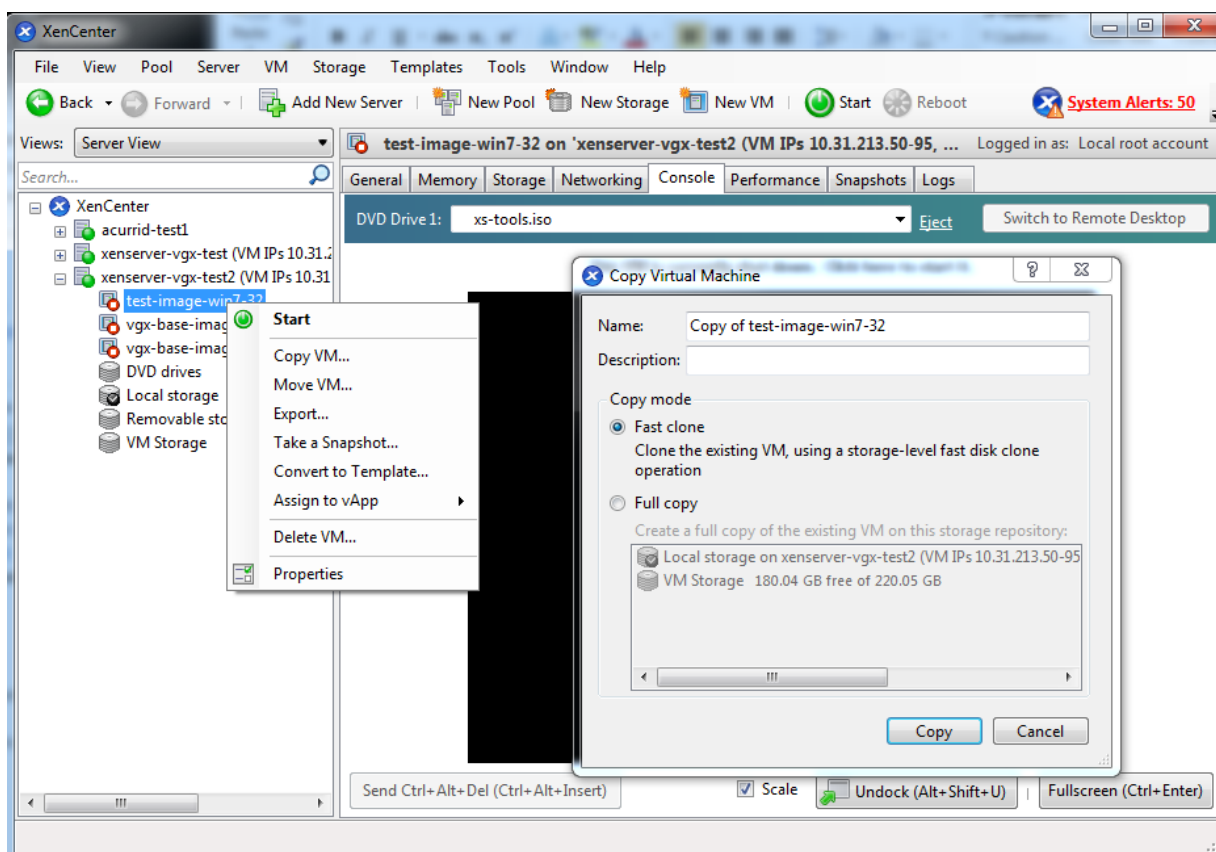 XenCenter
File View Pool Server VM Storage Templates Tools Window Help
Back Forward Add New Server New Pool New Storage New VM Start Reboot System Alerts: 50
Views: Server View
test-image-win7-32 on 'xenserver-vgx-test2 (VM IPs 10.31.213.50-95, ... Logged in as: Local root account
Search...
General Memory Storage Networking Console Performance Snapshots Logs
DVD Drive 1: xs-tools.iso Eject Switch to Remote Desktop
XenCenter
acurrid-test1
xenserver-vgx-test (VM IPs 10.31.2
xenserver-vgx-test2 (VM IPs 10.31
test-image-win7-32
vgx-base-imag
vgx-base-imag
DVD drives
Local storage
Removable sto
VM Storage
Start
Copy VM...
Move VM...
Export...
Take a Snapshot...
Convert to Template...
Assign to vApp
Delete VM...
Properties
Copy Virtual Machine
Name: Copy of test-image-win7-32
Description:
Copy mode
Fast clone
Clone the existing VM, using a storage-level fast disk clone
operation
Full copy
Create a full copy of the existing VM on this storage repository:
Local storage on xenserver-vgx-test2 (VM IPs 10.31.213.50-95
VM Storage 180.04 GB free of 220.05 GB
Copy Cancel
Send Ctrl+Alt+Del (Ctrl+Alt+Insert) Scale Undock (Alt+Shift+U) Fullscreen (Ctrl+Enter)